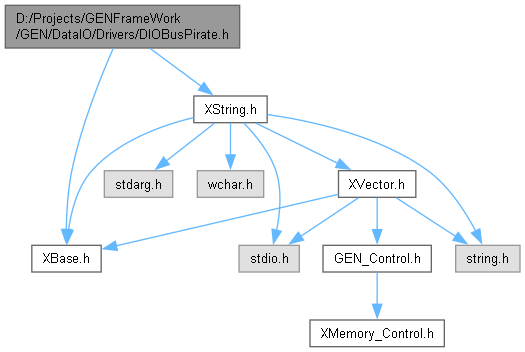 D:/Projects/GENFrameWork
/GEN/DataIO/Drivers/DIOBusPirate.h
XString.h
stdarg.h
wchar.h
XVector.h
XBase.h
stdio.h
GEN_Control.h
string.h
XMemory_Control.h